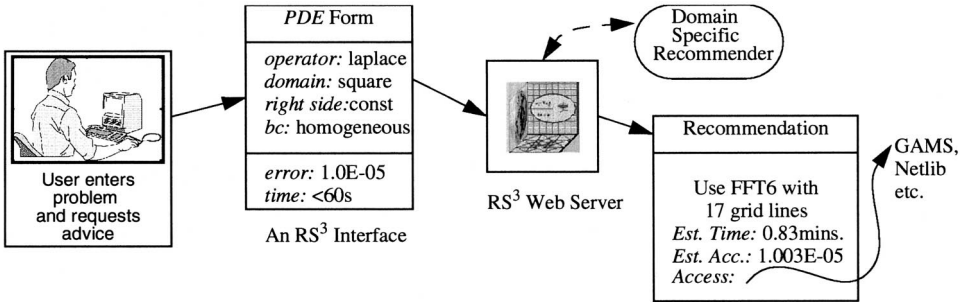 User enters
problem
and requests
advice
PDE Form
operator: laplace
domain: square
right side:const
bc: homogeneous
error: 1.0E-05
time: <60s
An RS³ Interface
RS³ Web Server
Domain
Specific
Recommender
Recommendation
Use FFT6 with
17 grid lines
Est. Time: 0.83mins.
Est. Acc.: 1.003E-05
Access:
GAMS,
Netlib
etc.